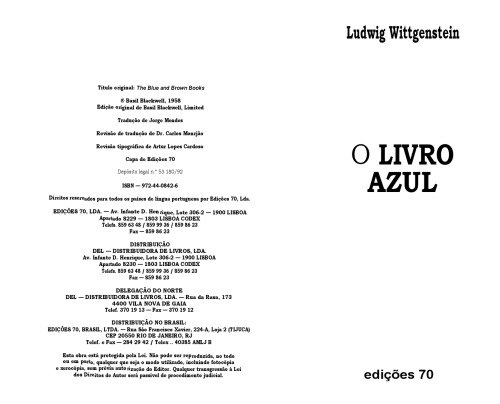 Título original: The Blue and Brown Books
© Basil Blackwell, 1958
Edição original de Basil Blackwell, Limited
Tradução de Jorge Mendes
Revisão de tradução de Dr. Carlos Morujão
Revisão tipográfica de Artur Lopes Cardoso
Capa de Edições 70
Depósito legal n.º 53 180/92
ISBN — 972-44-0842-6
Direitos reservados para todos os países de língua portuguesa por Edições 70, Lda.
EDIÇÕES 70, LDA. — Av. Infante D. Henrique, Lote 306-2 — 1900 LISBOA
Apartado 8229 — 1803 LISBOA CODEX
Telefs. 859 63 48 / 859 99 36 / 859 86 23
Fax — 859 86 23
DISTRIBUIÇÃO
DEL — DISTRIBUIDORA DE LIVROS, LDA.
Av. Infante D. Henrique, Lote 306-2 — 1900 LISBOA
Apartado 8230 — 1803 LISBOA CODEX
Telefs. 859 63 48 / 859 99 36 / 859 86 23
Fax — 859 86 23
DELEGAÇÃO DO NORTE
DEL — DISTRIBUIDORA DE LIVROS, LDA. — Rua da Rasa, 173
4400 VILA NOVA DE GAIA
Telef. 370 19 13 — Fax — 370 19 12
DISTRIBUIÇÃO NO BRASIL:
EDIÇÕES 70, BRASIL, LTDA. — Rua São Francisco Xavier, 224-A, Loja 2 (TIJUCA)
CEP 20550 RIO DE JANEIRO, RJ
Telef. e Fax — 284 29 42 / Telex .. 40385 AMLJ B
Esta obra está protegida pela Lei. Não pode ser reproduzida, no todo
ou em parte, qualquer que seja o modo utilizado, incluindo fotocópia
e xerocópia, sem prévia autorização do Editor. Qualquer transgressão à Lei
dos Direitos de Autor será passível de procedimento judicial.
Ludwig Wittgenstein
O LIVRO
AZUL
edições 70